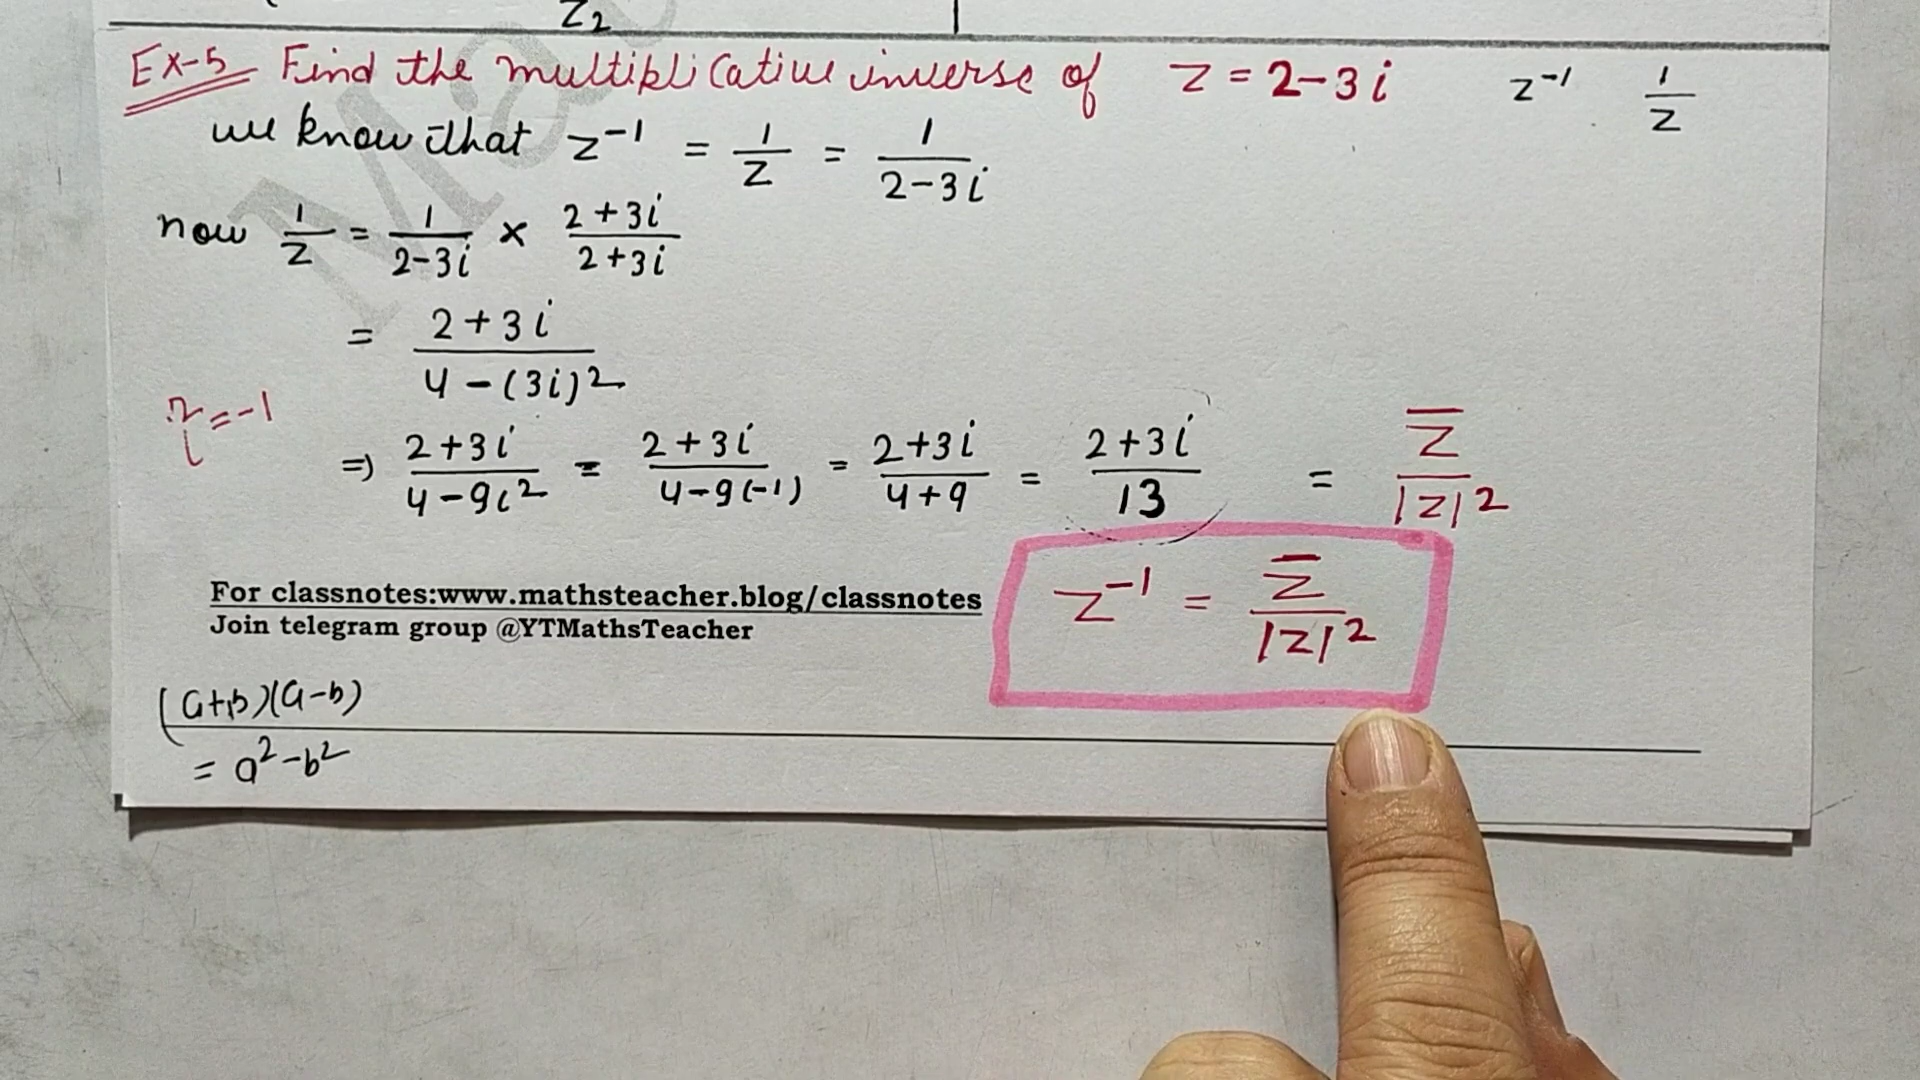 Z2
Ex-5 Find the multiplicative inverse of Z = 2-3i z⁻¹ 1/Z
we know that z⁻¹ = 1/Z = 1/(2-3i)
now 1/Z = 1/(2-3i) × (2+3i)/(2+3i)
= (2+3i)/(4-(3i)²)
i²=-1
⇒ (2+3i)/(4-9i²) = (2+3i)/(4-9(-1)) = (2+3i)/(4+9) = (2+3i)/13 = Z̅/|Z|²
z⁻¹ = Z̅/|Z|²
For classnotes:www.mathsteacher.blog/classnotes
Join telegram group @YTMathsTeacher
(a+b)(a-b)
= a²-b²